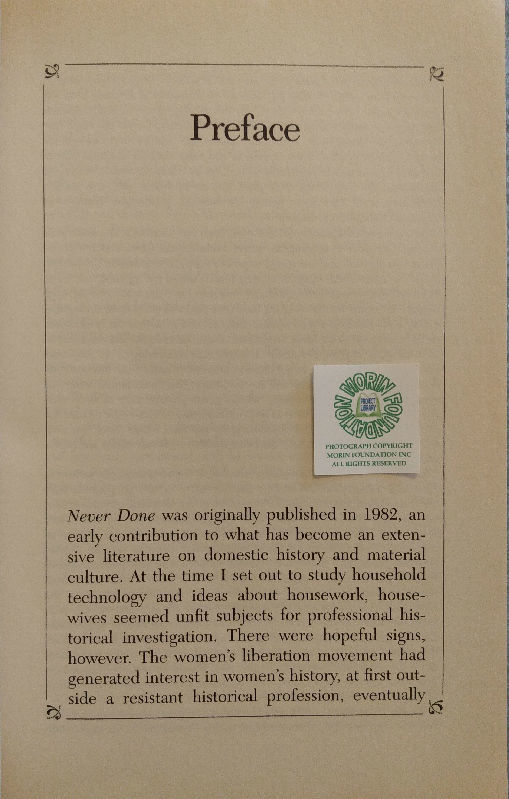 Preface
MORIN FOUNDATION
PROJECT
LIBRARY
PHOTOGRAPH COPYRIGHT
MORIN FOUNDATION INC
ALL RIGHTS RESERVED
Never Done was originally published in 1982, an
early contribution to what has become an exten-
sive literature on domestic history and material
culture. At the time I set out to study household
technology and ideas about housework, house-
wives seemed unfit subjects for professional his-
torical investigation. There were hopeful signs,
however. The women's liberation movement had
generated interest in women's history, at first out-
side a resistant historical profession, eventually